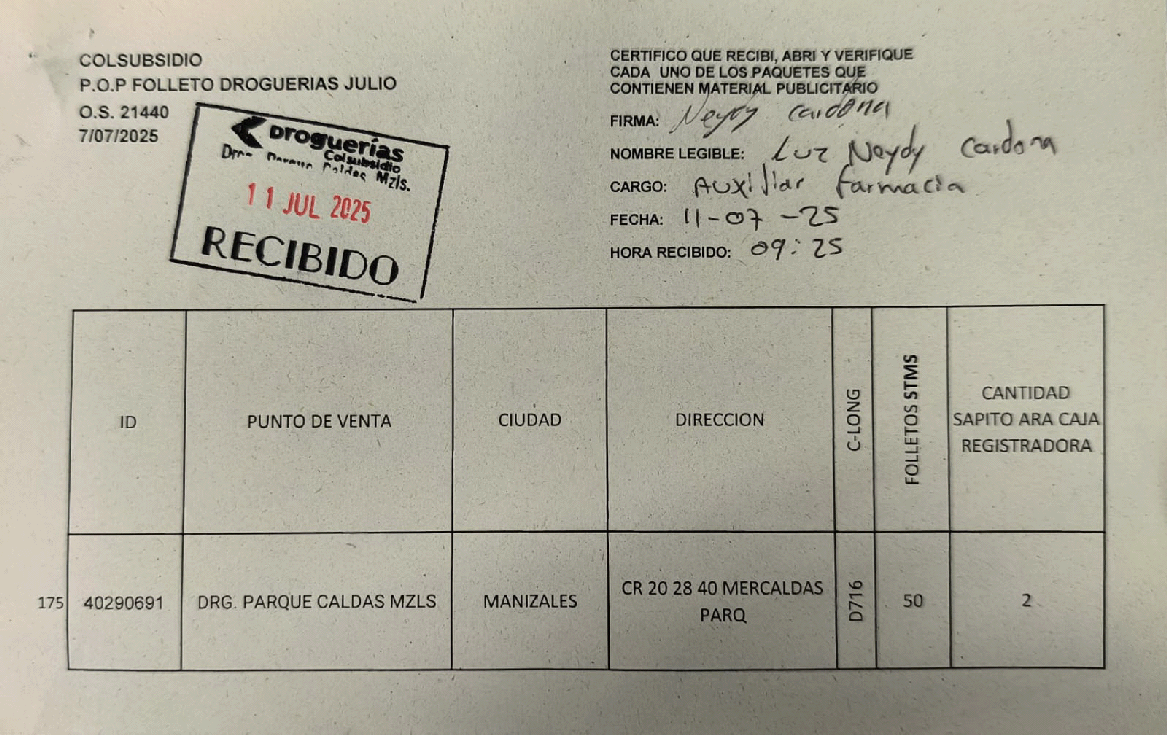 COLSUBSIDIO
P.O.P FOLLETO DROGUERIAS JULIO
O.S. 21440
7/07/2025
Droguerías
Colsubsidio
Drog. Parque Caldas Mzls.
11 JUL 2025
RECIBIDO
CERTIFICO QUE RECIBI, ABRI Y VERIFIQUE
CADA UNO DE LOS PAQUETES QUE
CONTIENEN MATERIAL PUBLICITARIO
FIRMA: Neydy cardona
NOMBRE LEGIBLE: Luz Neydy Cardona
CARGO: Auxiliar farmacia
FECHA: 11-07-25
HORA RECIBIDO: 09:25
ID
PUNTO DE VENTA
CIUDAD
DIRECCION
C-LONG
FOLLETOS STMS
CANTIDAD
SAPITO ARA CAJA
REGISTRADORA
175
40290691
DRG. PARQUE CALDAS MZLS
MANIZALES
CR 20 28 40 MERCALDAS
PARQ
D716
50
2